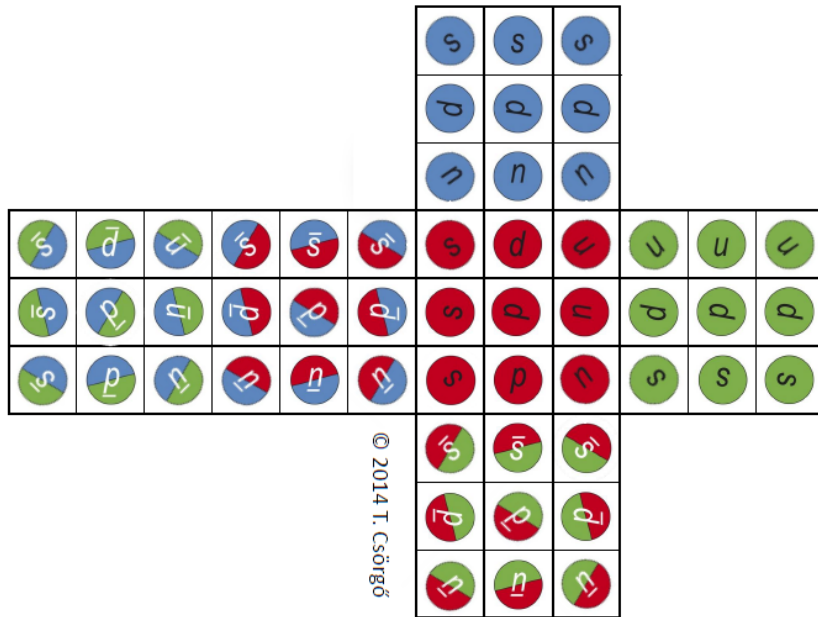 s s s
d d d
u u u
s̄ d̄ ū s̄ s̄ s̄ s d u u u u
s̄ d̄ ū d̄ d̄ d̄ s d u d d d
s̄ d̄ ū ū ū ū s d u s s s
s̄ s̄ s̄
d̄ d̄ d̄
ū ū ū
© 2014 T. Csörgő